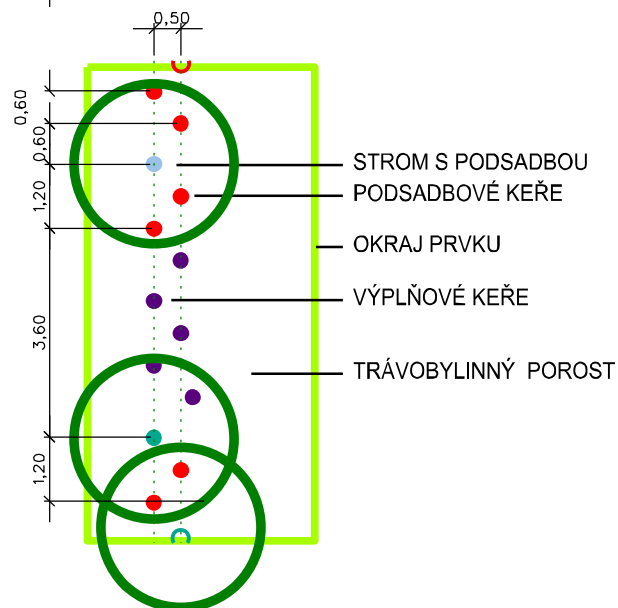 0,50
0,60
0,60
1,20
3,60
1,20
STROM S PODSADBOU
PODSADBOVÉ KEŘE
OKRAJ PRVKU
VÝPLŇOVÉ KEŘE
TRÁVOBYLINNÝ POROST